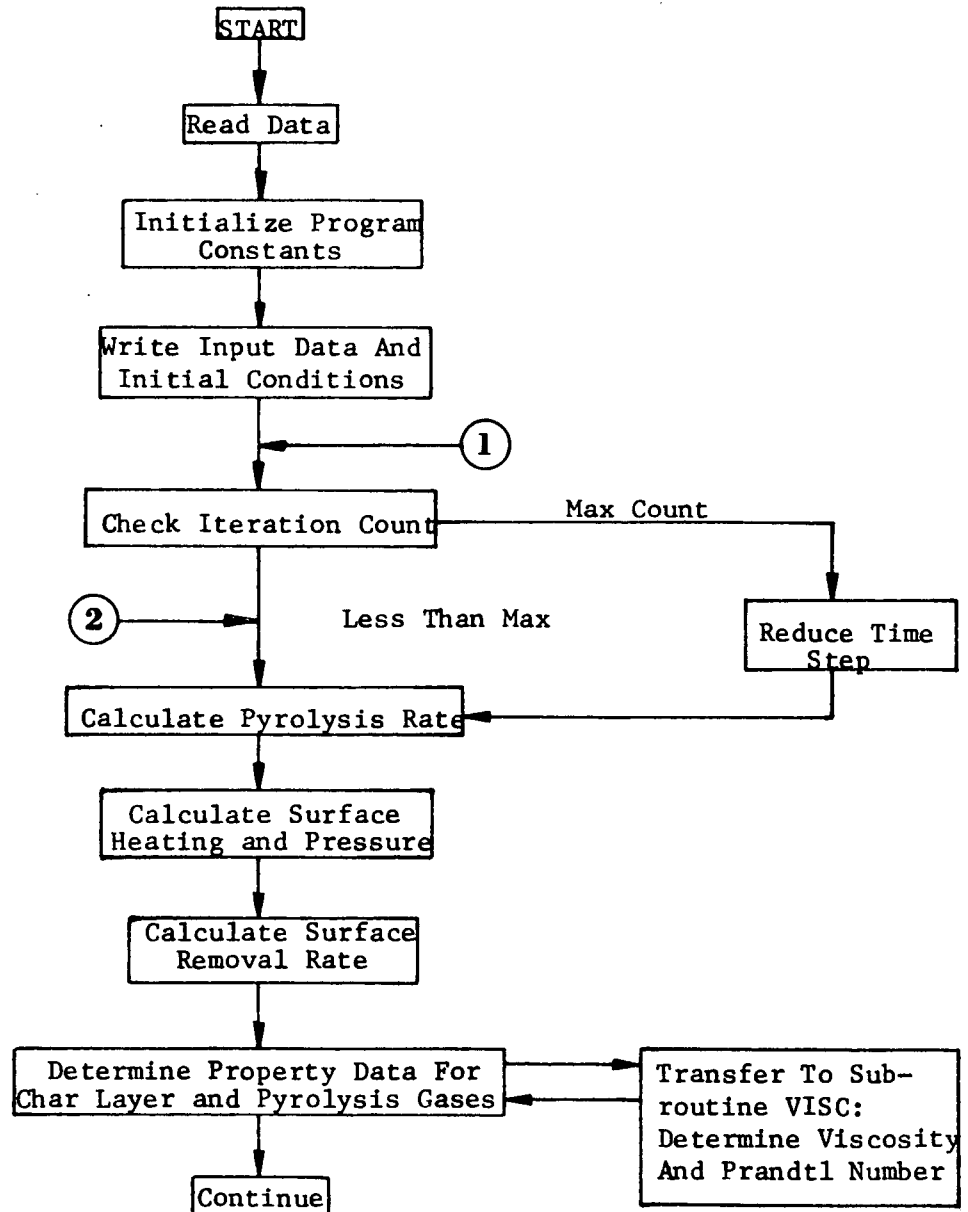 START
Read Data
Initialize Program
Constants
Write Input Data And
Initial Conditions
1
Check Iteration Count
Max Count
2
Less Than Max
Reduce Time
Step
Calculate Pyrolysis Rate
Calculate Surface
Heating and Pressure
Calculate Surface
Removal Rate
Determine Property Data For
Char Layer and Pyrolysis Gases
Transfer To Sub-
routine VISC:
Determine Viscosity
And Prandtl Number
Continue